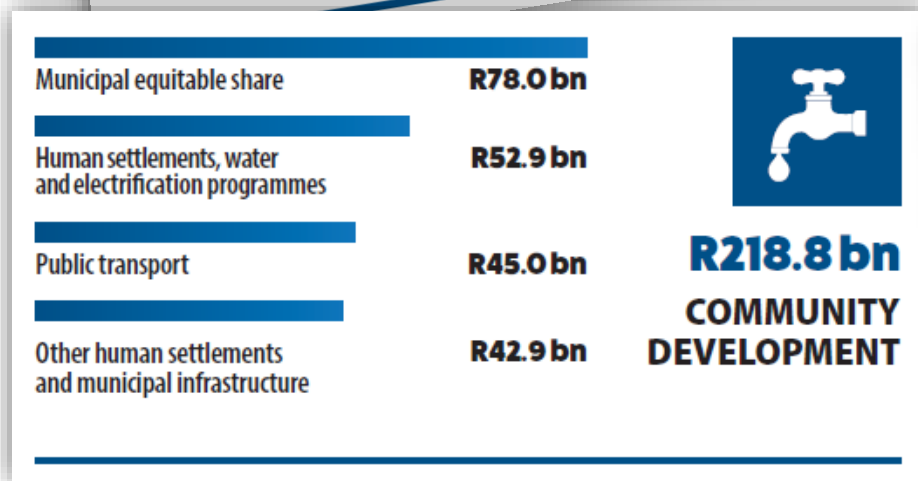 Municipal equitable share R78.0 bn
Human settlements, water
and electrification programmes R52.9 bn
Public transport R45.0 bn
Other human settlements
and municipal infrastructure R42.9 bn
R218.8 bn
COMMUNITY
DEVELOPMENT